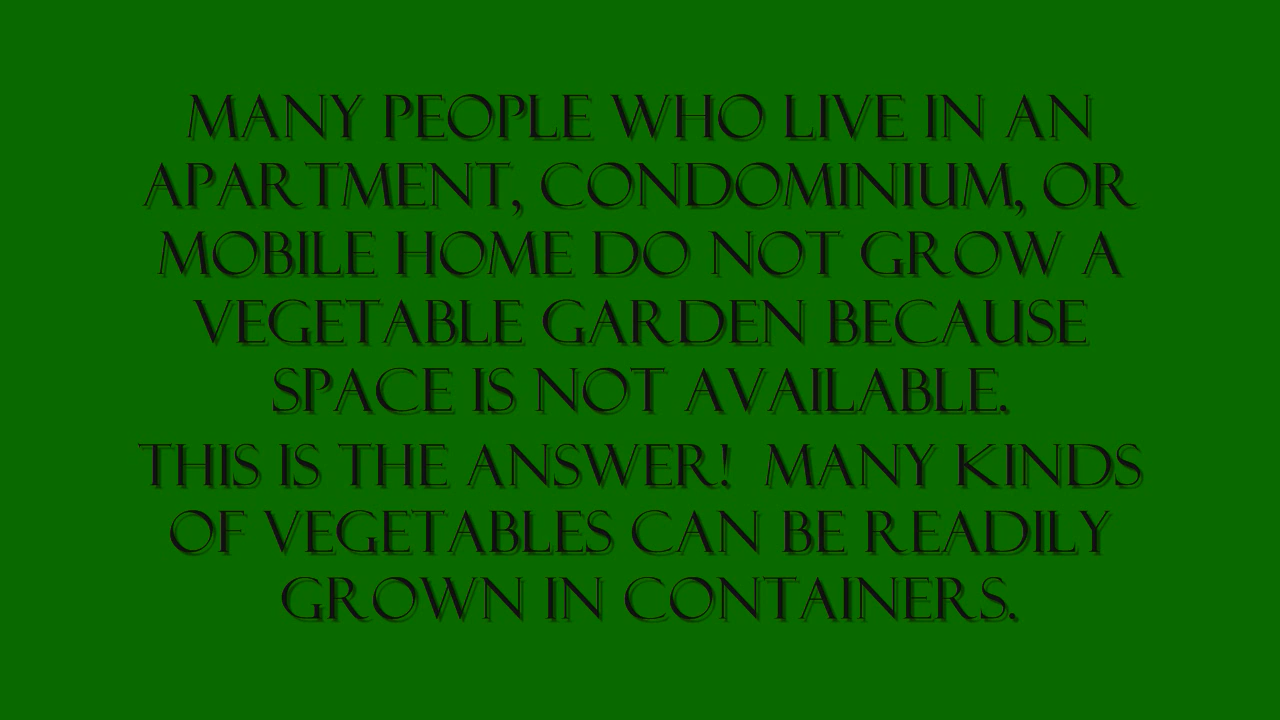 MANY PEOPLE WHO LIVE IN AN
APARTMENT, CONDOMINIUM, OR
MOBILE HOME DO NOT GROW A
VEGETABLE GARDEN BECAUSE
SPACE IS NOT AVAILABLE.
THIS IS THE ANSWER!  MANY KINDS
OF VEGETABLES CAN BE READILY
GROWN IN CONTAINERS.